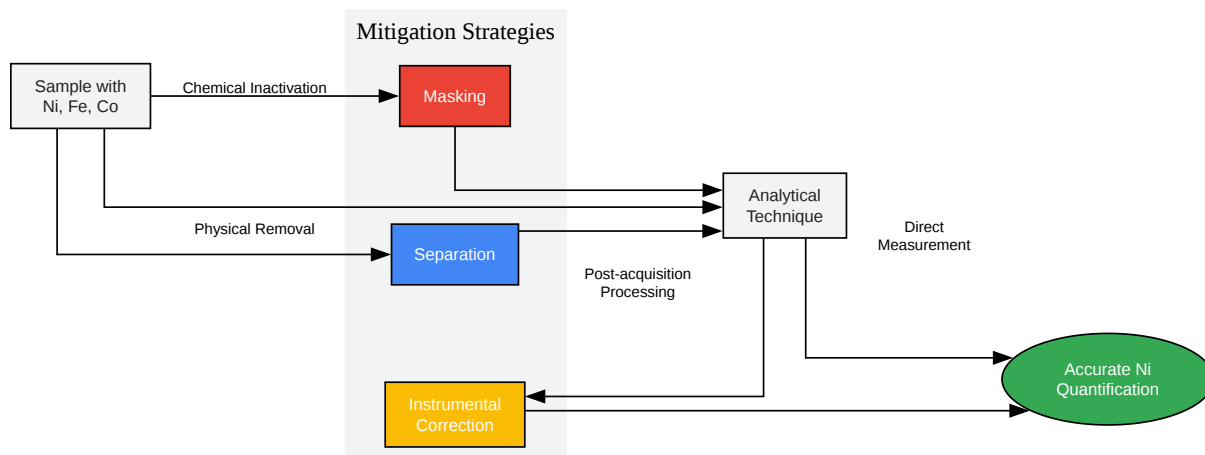 Mitigation Strategies
Sample with
Ni, Fe, Co
Chemical Inactivation
Masking
Analytical
Technique
Physical Removal
Separation
Direct
Measurement
Post-acquisition
Processing
Instrumental
Correction
Accurate Ni
Quantification